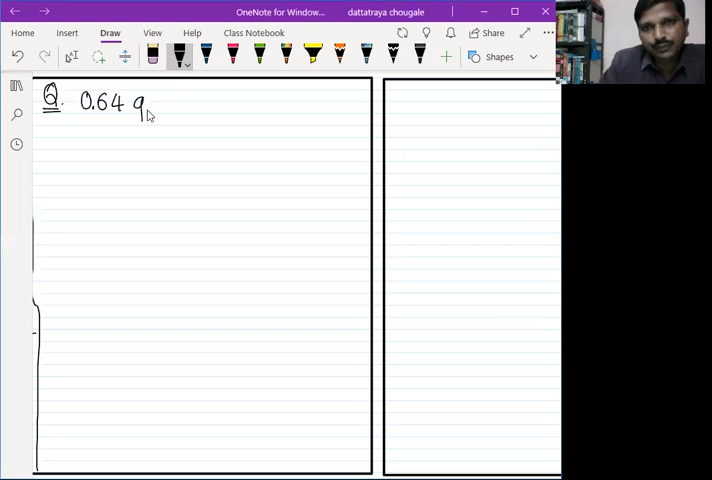 OneNote for Window... dattatraya chougale
Home Insert Draw View Help Class Notebook Share
Shapes
Q. 0.64 g